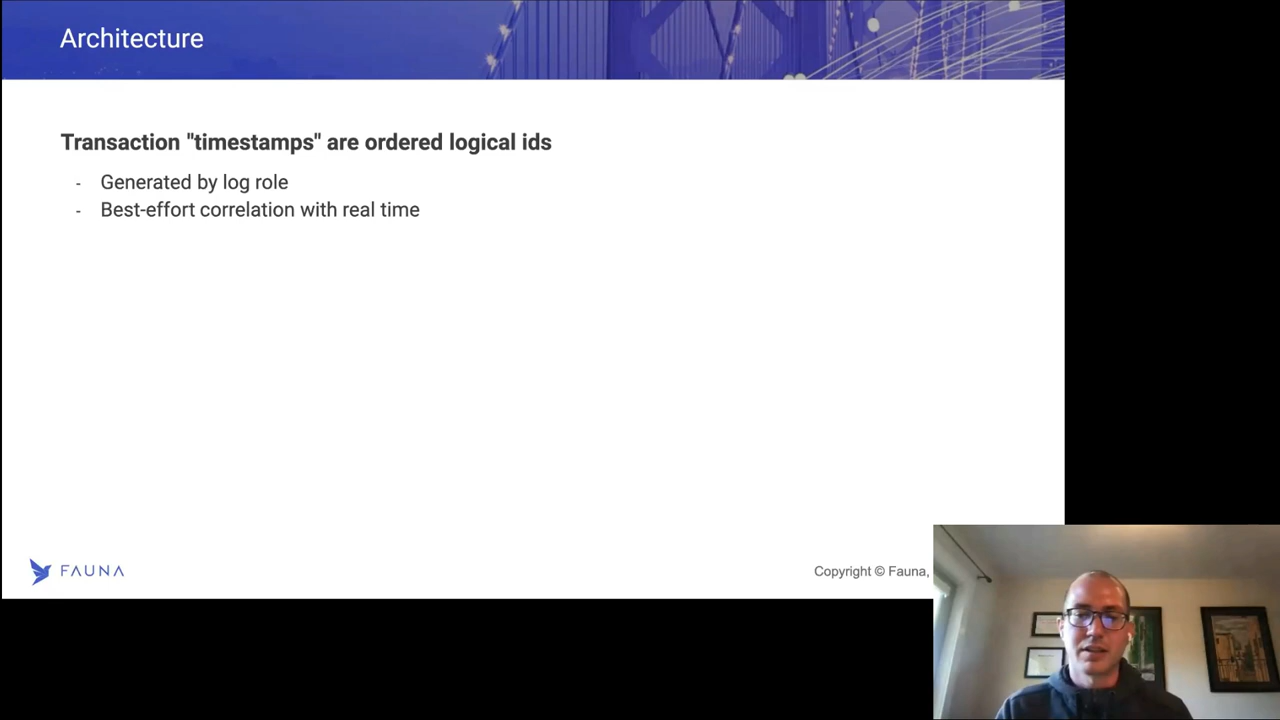 Architecture
Transaction "timestamps" are ordered logical ids
- Generated by log role
- Best-effort correlation with real time
FAUNA
Copyright © Fauna,